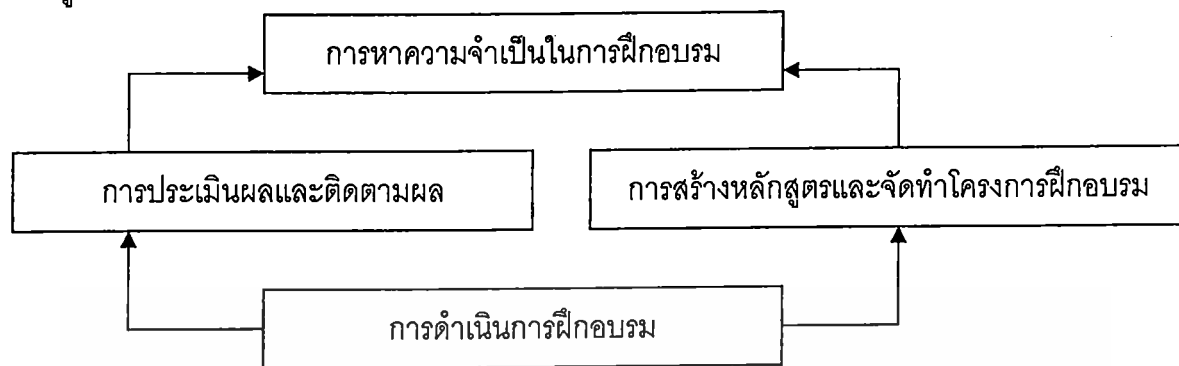 การหาความจำเป็นในการฝึกอบรม
การประเมินผลและติดตามผล
การสร้างหลักสูตรและจัดทำโครงการฝึกอบรม
การดำเนินการฝึกอบรม